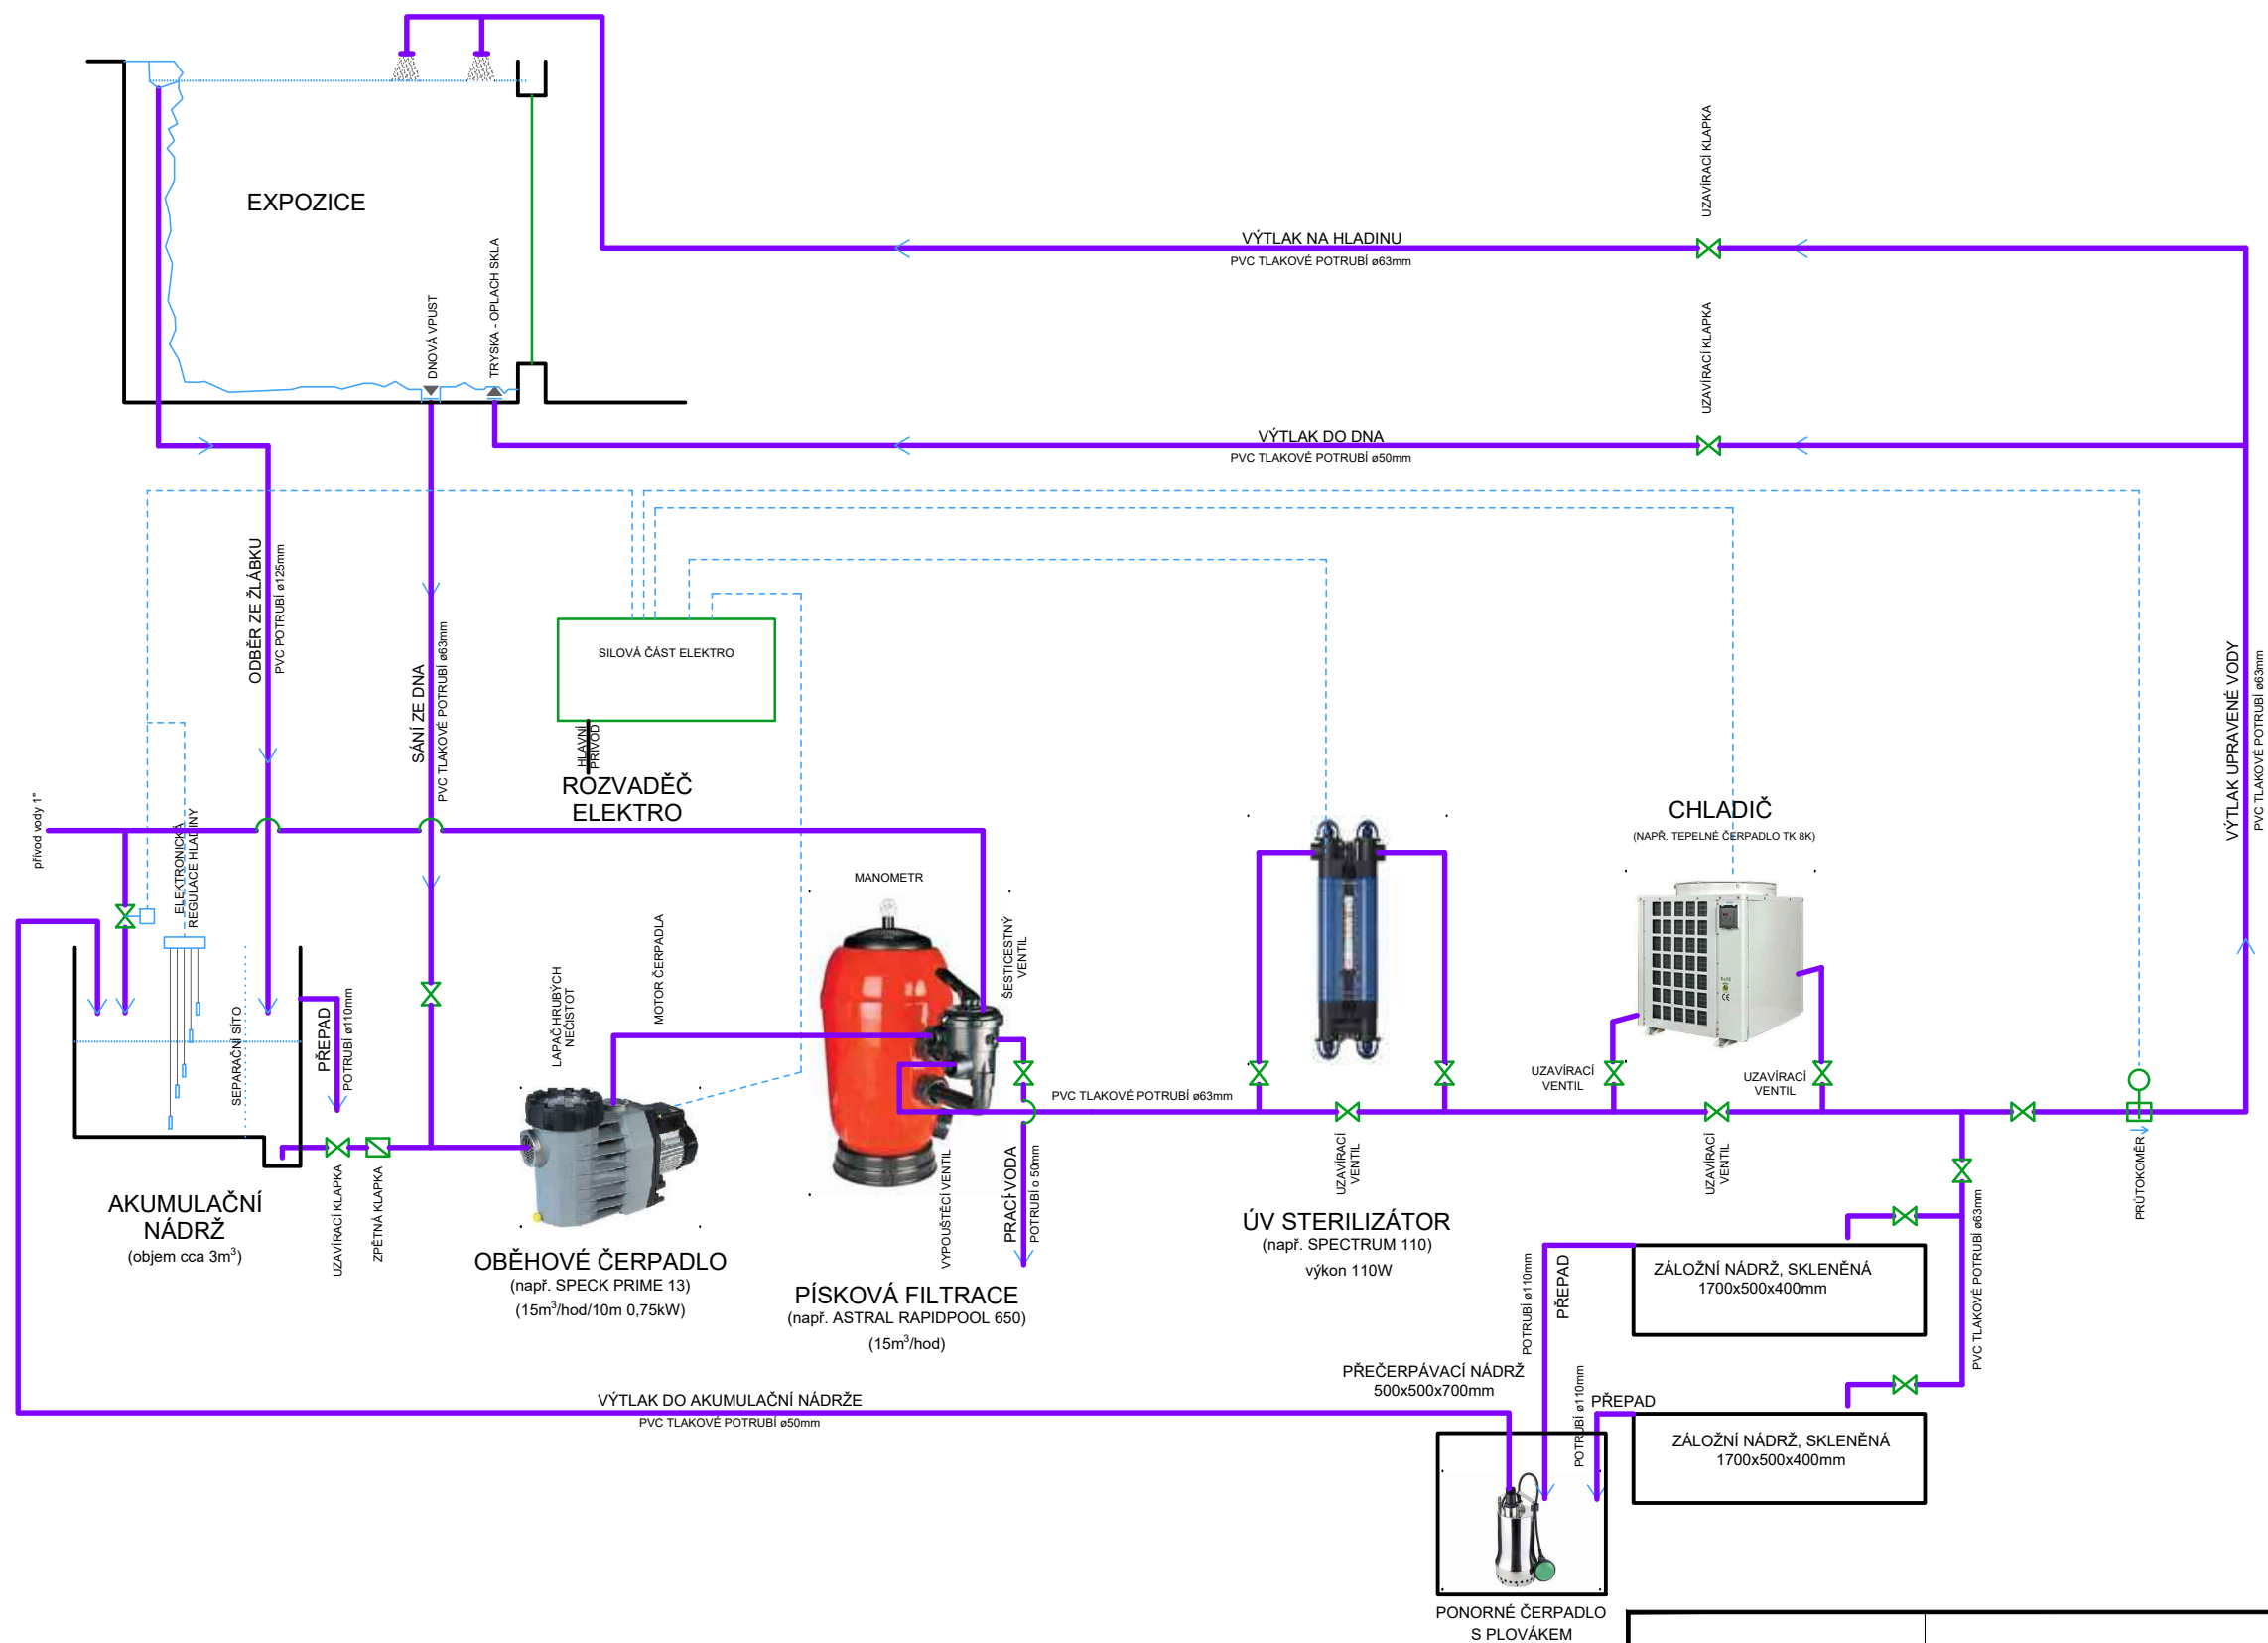 EXPOZICE
DNOVÁ VPUST
TRYSKA - OPLACH SKLA
VÝTLAK NA HLADINU
PVC TLAKOVÉ POTRUBÍ ø63mm
UZAVÍRACÍ KLAPKA
VÝTLAK DO DNA
PVC TLAKOVÉ POTRUBÍ ø50mm
UZAVÍRACÍ KLAPKA
ODBĚR ZE ŽLÁBKU
PVC POTRUBÍ ø125mm
SÁNÍ ZE DNA
PVC TLAKOVÉ POTRUBÍ ø63mm
SILOVÁ ČÁST ELEKTRO
HLAVNÍ
PŘÍVOD
ROZVADĚČ
ELEKTRO
VÝTLAK UPRAVENÉ VODY
PVC TLAKOVÉ POTRUBÍ ø63mm
přívod vody 1"
ELEKTRONICKÁ
REGULACE HLADINY
SEPARAČNÍ SÍTO
PŘEPAD
POTRUBÍ ø110mm
LAPAČ HRUBÝCH
NEČISTOT
MOTOR ČERPADLA
MANOMETR
ŠESTICESTNÝ
VENTIL
CHLADIČ
(NAPŘ. TEPELNÉ ČERPADLO TK 8K)
UZAVÍRACÍ
VENTIL
UZAVÍRACÍ
VENTIL
PVC TLAKOVÉ POTRUBÍ ø63mm
UZAVÍRACÍ
VENTIL
UZAVÍRACÍ
VENTIL
PRŮTOKOMĚR
AKUMULAČNÍ
NÁDRŽ
(objem cca 3m³)
UZAVÍRACÍ KLAPKA
ZPĚTNÁ KLAPKA
OBĚHOVÉ ČERPADLO
(např. SPECK PRIME 13)
(15m³/hod/10m 0,75kW)
VYPOUŠTĚCÍ VENTIL
PRACÍ VODA
POTRUBÍ o 50mm
PÍSKOVÁ FILTRACE
(např. ASTRAL RAPIDPOOL 650)
(15m³/hod)
ÚV STERILIZÁTOR
(např. SPECTRUM 110)
výkon 110W
POTRUBÍ ø110mm
PŘEPAD
ZÁLOŽNÍ NÁDRŽ, SKLENĚNÁ
1700x500x400mm
PVC TLAKOVÉ POTRUBÍ ø63mm
PŘEČERPÁVACÍ NÁDRŽ
500x500x700mm
VÝTLAK DO AKUMULAČNÍ NÁDRŽE
PVC TLAKOVÉ POTRUBÍ ø50mm
POTRUBÍ ø110mm
PŘEPAD
ZÁLOŽNÍ NÁDRŽ, SKLENĚNÁ
1700x500x400mm
PONORNÉ ČERPADLO
S PLOVÁKEM